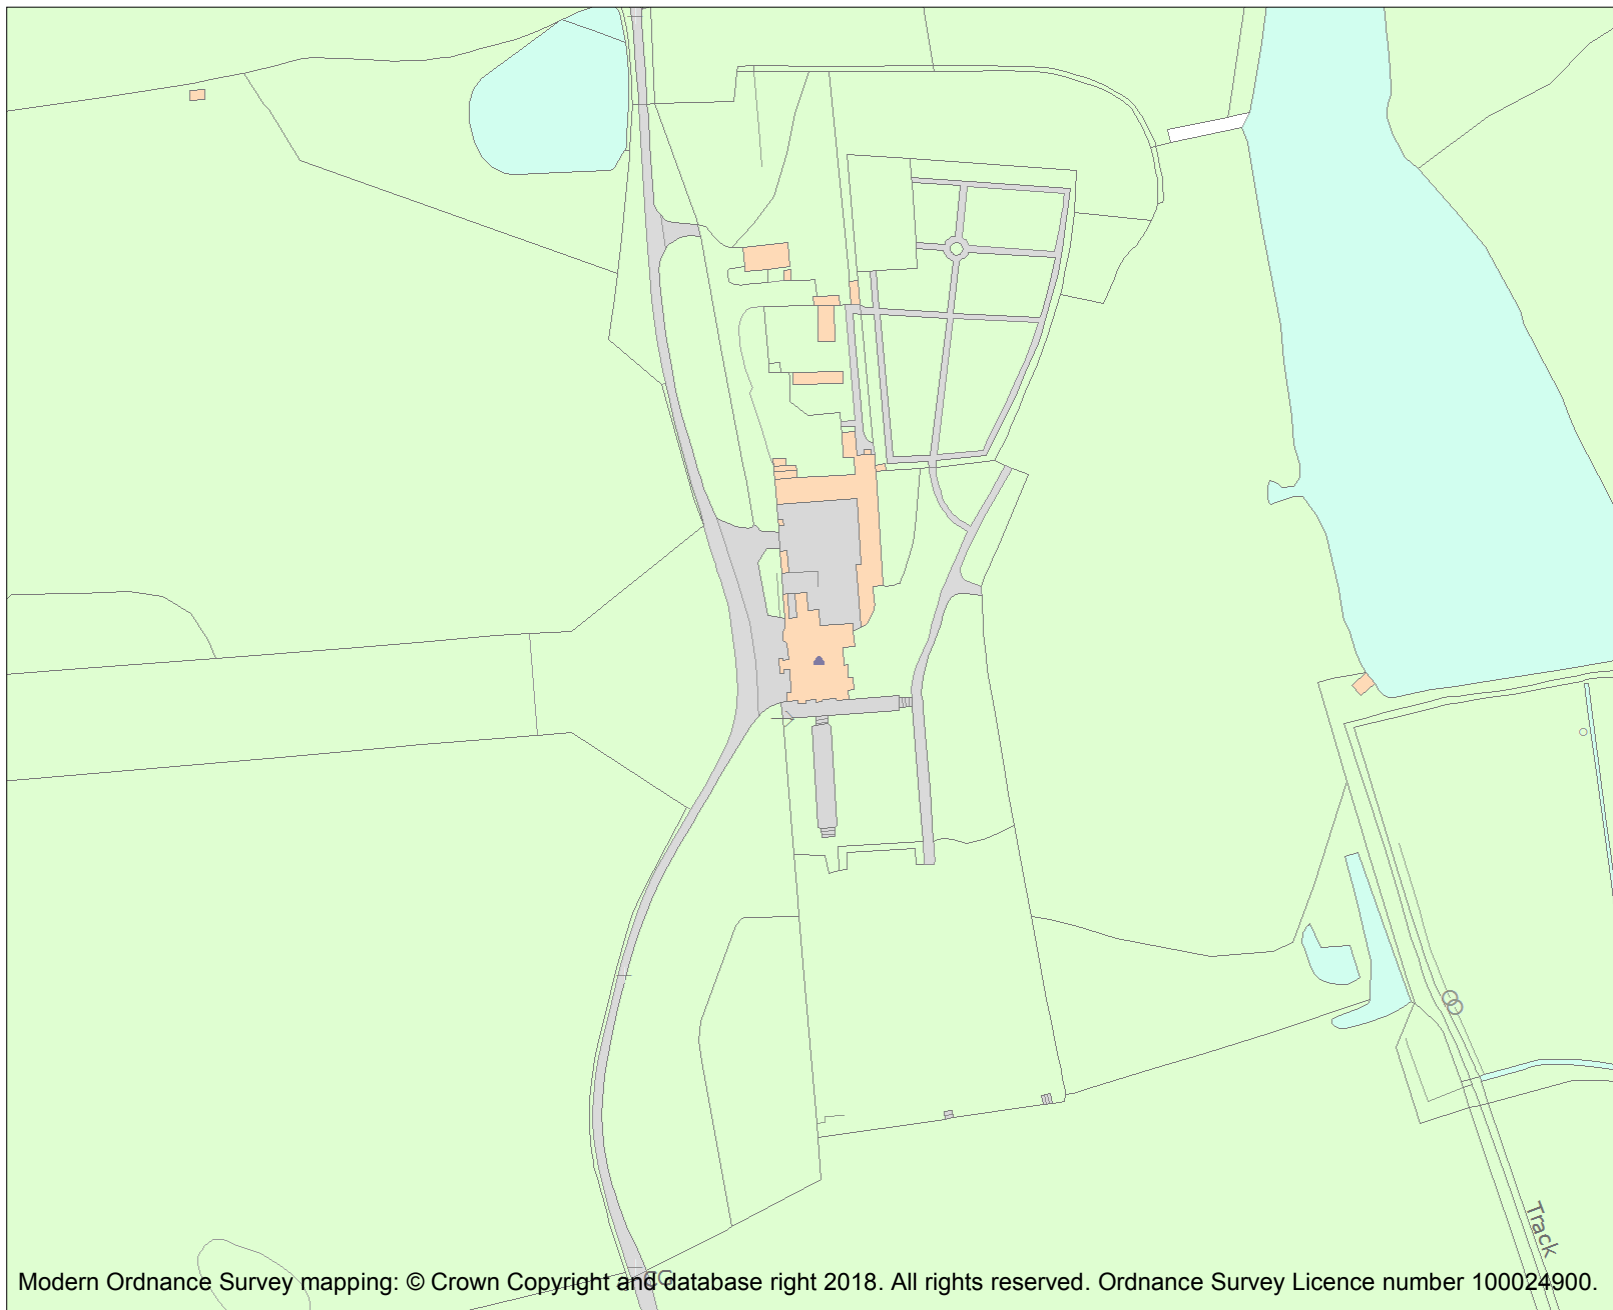 Track
CG
Modern Ordnance Survey mapping: © Crown Copyright and database right 2018. All rights reserved. Ordnance Survey Licence number 100024900.